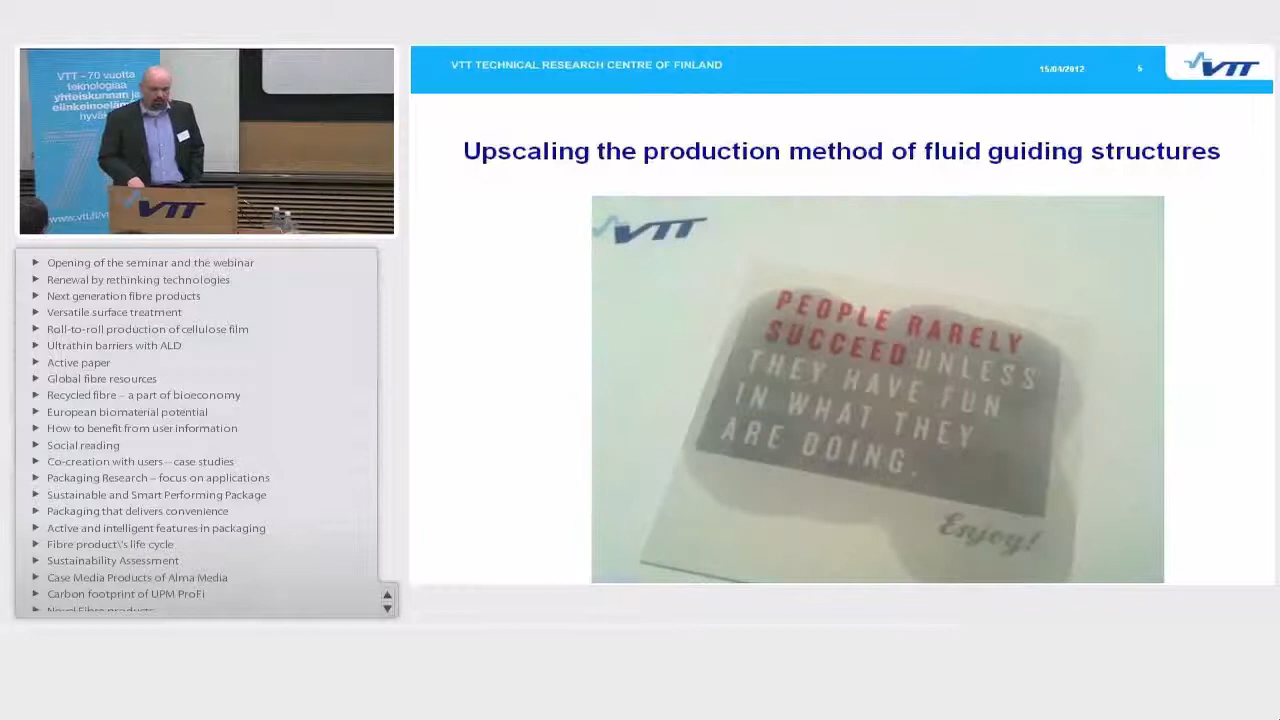 VTT – 70 vuotta
teknologiaa
yhteiskunnan ja
elinkeinoelämän
hyväksi
www.vtt.fi/
VTT
VTT TECHNICAL RESEARCH CENTRE OF FINLAND
15/04/2012
5
VTT
Upscaling the production method of fluid guiding structures
VTT
PEOPLE RARELY
SUCCEED UNLESS
THEY HAVE FUN
IN WHAT THEY
ARE DOING.
Enjoy!
Opening of the seminar and the webinar
Renewal by rethinking technologies
Next generation fibre products
Versatile surface treatment
Roll-to-roll production of cellulose film
Ultrathin barriers with ALD
Active paper
Global fibre resources
Recycled fibre – a part of bioeconomy
European biomaterial potential
How to benefit from user information
Social reading
Co-creation with users – case studies
Packaging Research – focus on applications
Sustainable and Smart Performing Package
Packaging that delivers convenience
Active and intelligent features in packaging
Fibre product\'s life cycle
Sustainability Assessment
Case Media Products of Alma Media
Carbon footprint of UPM ProFi
Novel Fibre products